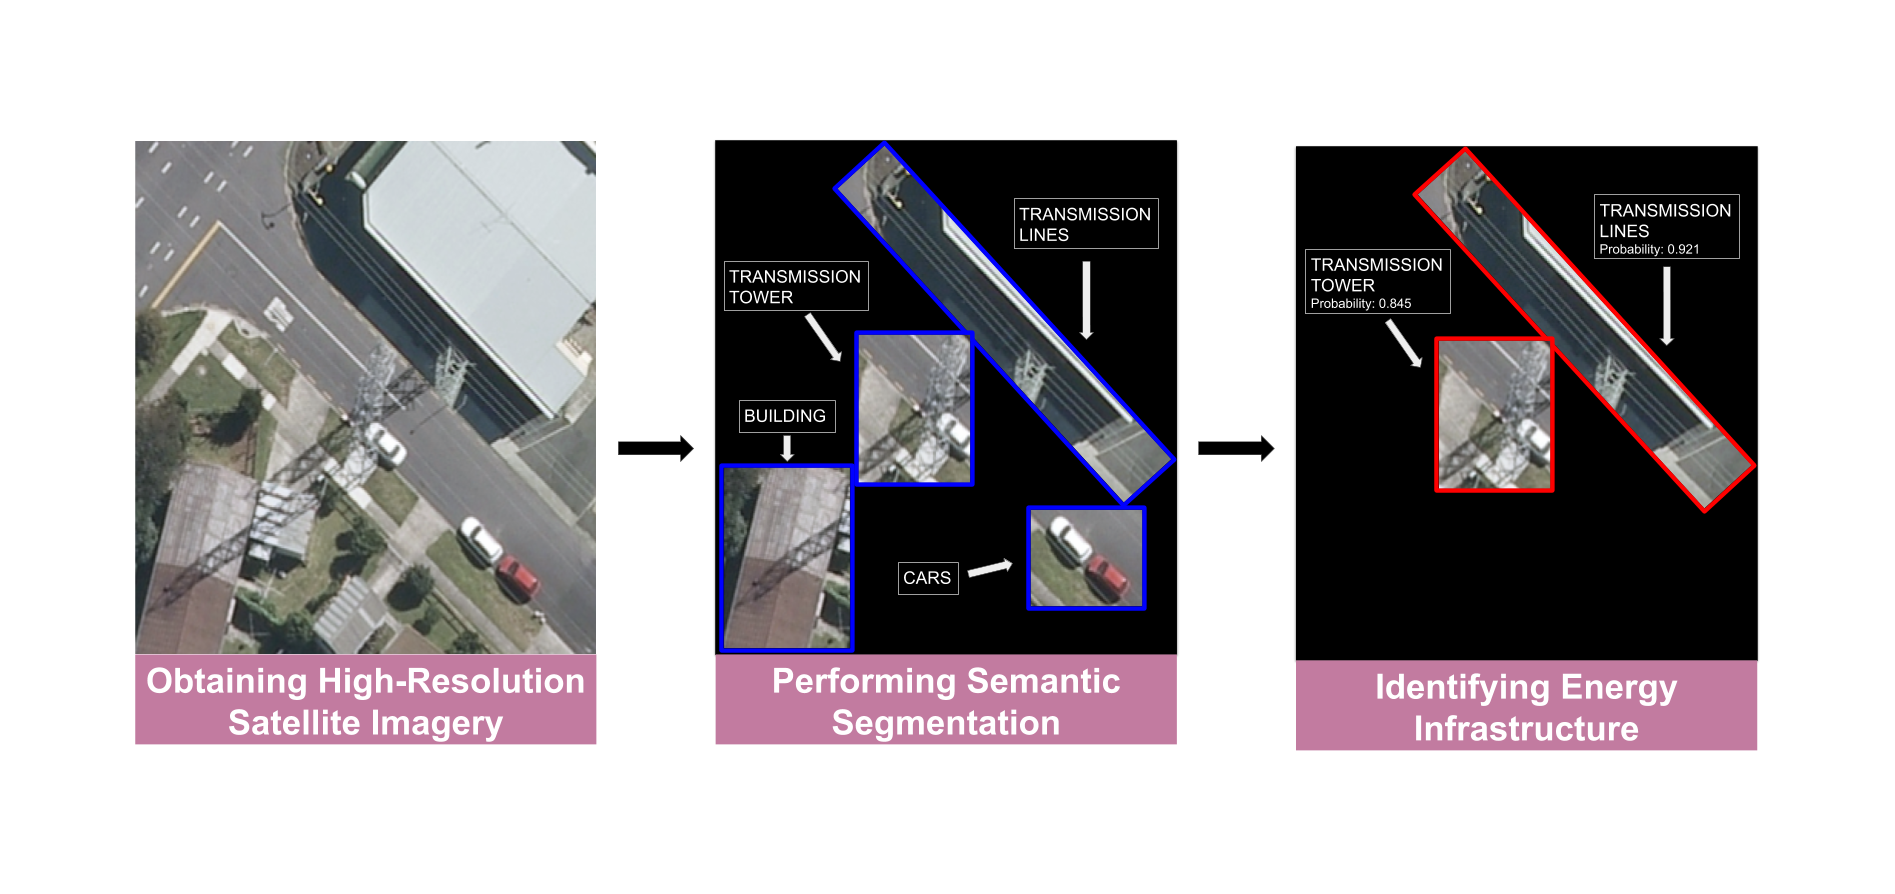 TRANSMISSION
LINES
TRANSMISSION
TOWER
BUILDING
CARS
TRANSMISSION
LINES
Probability: 0.921
TRANSMISSION
TOWER
Probability: 0.845
Obtaining High-Resolution
Satellite Imagery
Performing Semantic
Segmentation
Identifying Energy
Infrastructure